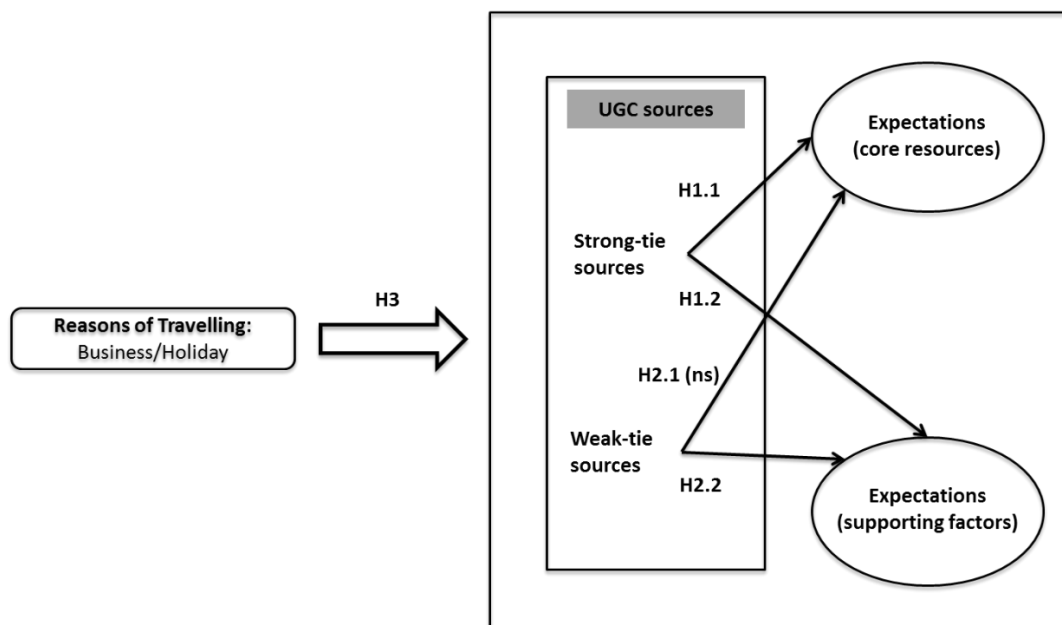 UGC sources
Expectations
(core resources)
H1.1
Strong-tie
sources
H1.2
H3
Reasons of Travelling:
Business/Holiday
H2.1 (ns)
Weak-tie
sources
H2.2
Expectations
(supporting factors)